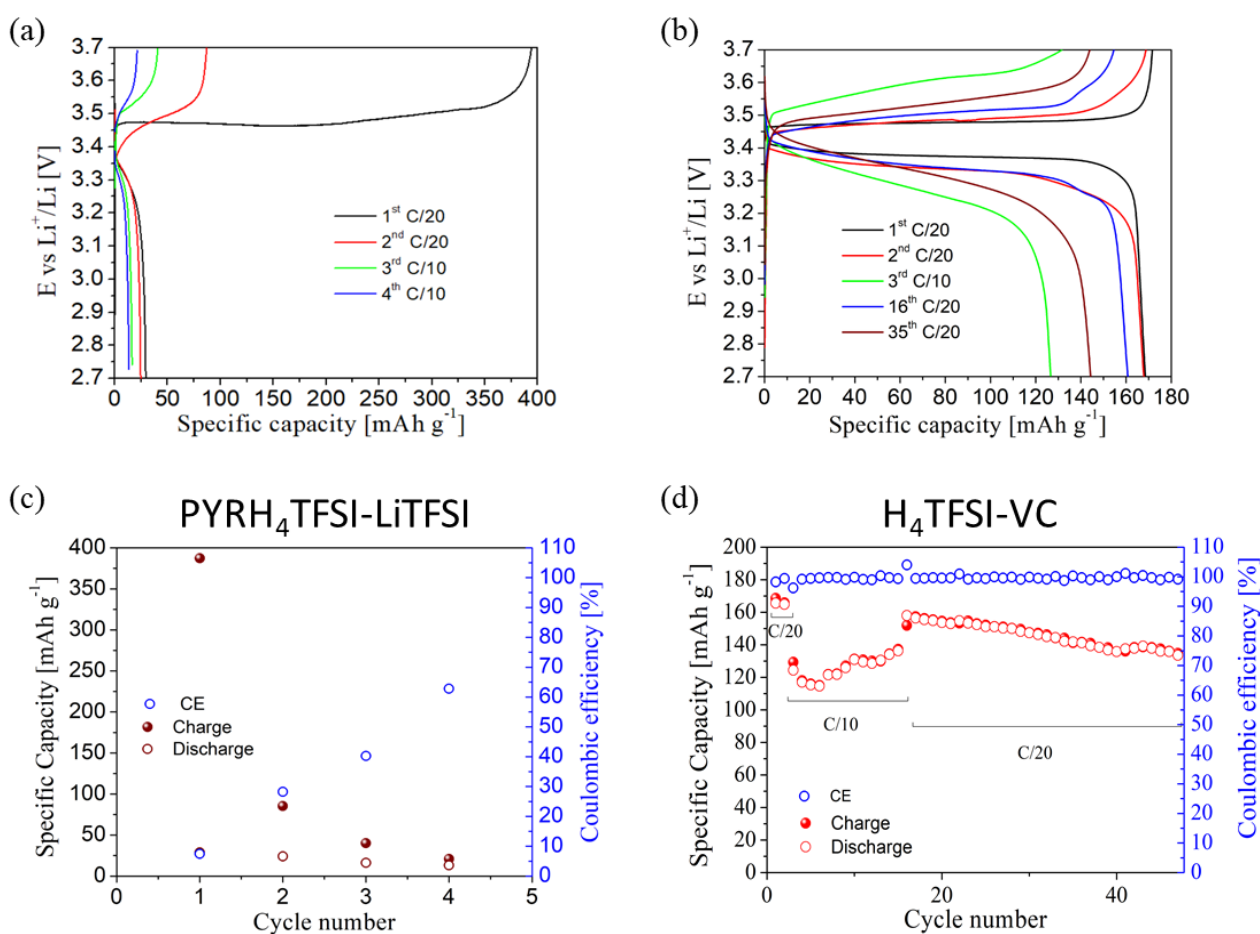 (a)
E vs Li⁺/Li [V]
3.7
3.6
3.5
3.4
3.3
3.2
3.1
3.0
2.9
2.8
2.7
1st C/20
2nd C/20
3rd C/10
4th C/10
0 50 100 150 200 250 300 350 400
Specific capacity [mAh g⁻¹]
(b)
E vs Li⁺/Li [V]
3.7
3.6
3.5
3.4
3.3
3.2
3.1
3.0
2.9
2.8
2.7
1st C/20
2nd C/20
3rd C/10
16th C/20
35th C/20
0 20 40 60 80 100 120 140 160 180
Specific capacity [mAh g⁻¹]
(c)
PYRH₄TFSI-LiTFSI
Specific Capacity [mAh g⁻¹]
400
350
300
250
200
150
100
50
0
CE
Charge
Discharge
110
100
90
80
70
60
50
40
30
20
10
0
Coulombic efficiency [%]
0 1 2 3 4 5
Cycle number
(d)
H₄TFSI-VC
Specific Capacity [mAh g⁻¹]
200
180
160
140
120
100
80
60
40
20
0
C/20
C/10
C/20
CE
Charge
Discharge
110
100
90
80
70
60
50
40
30
20
10
0
Coulombic efficiency [%]
0 20 40
Cycle number